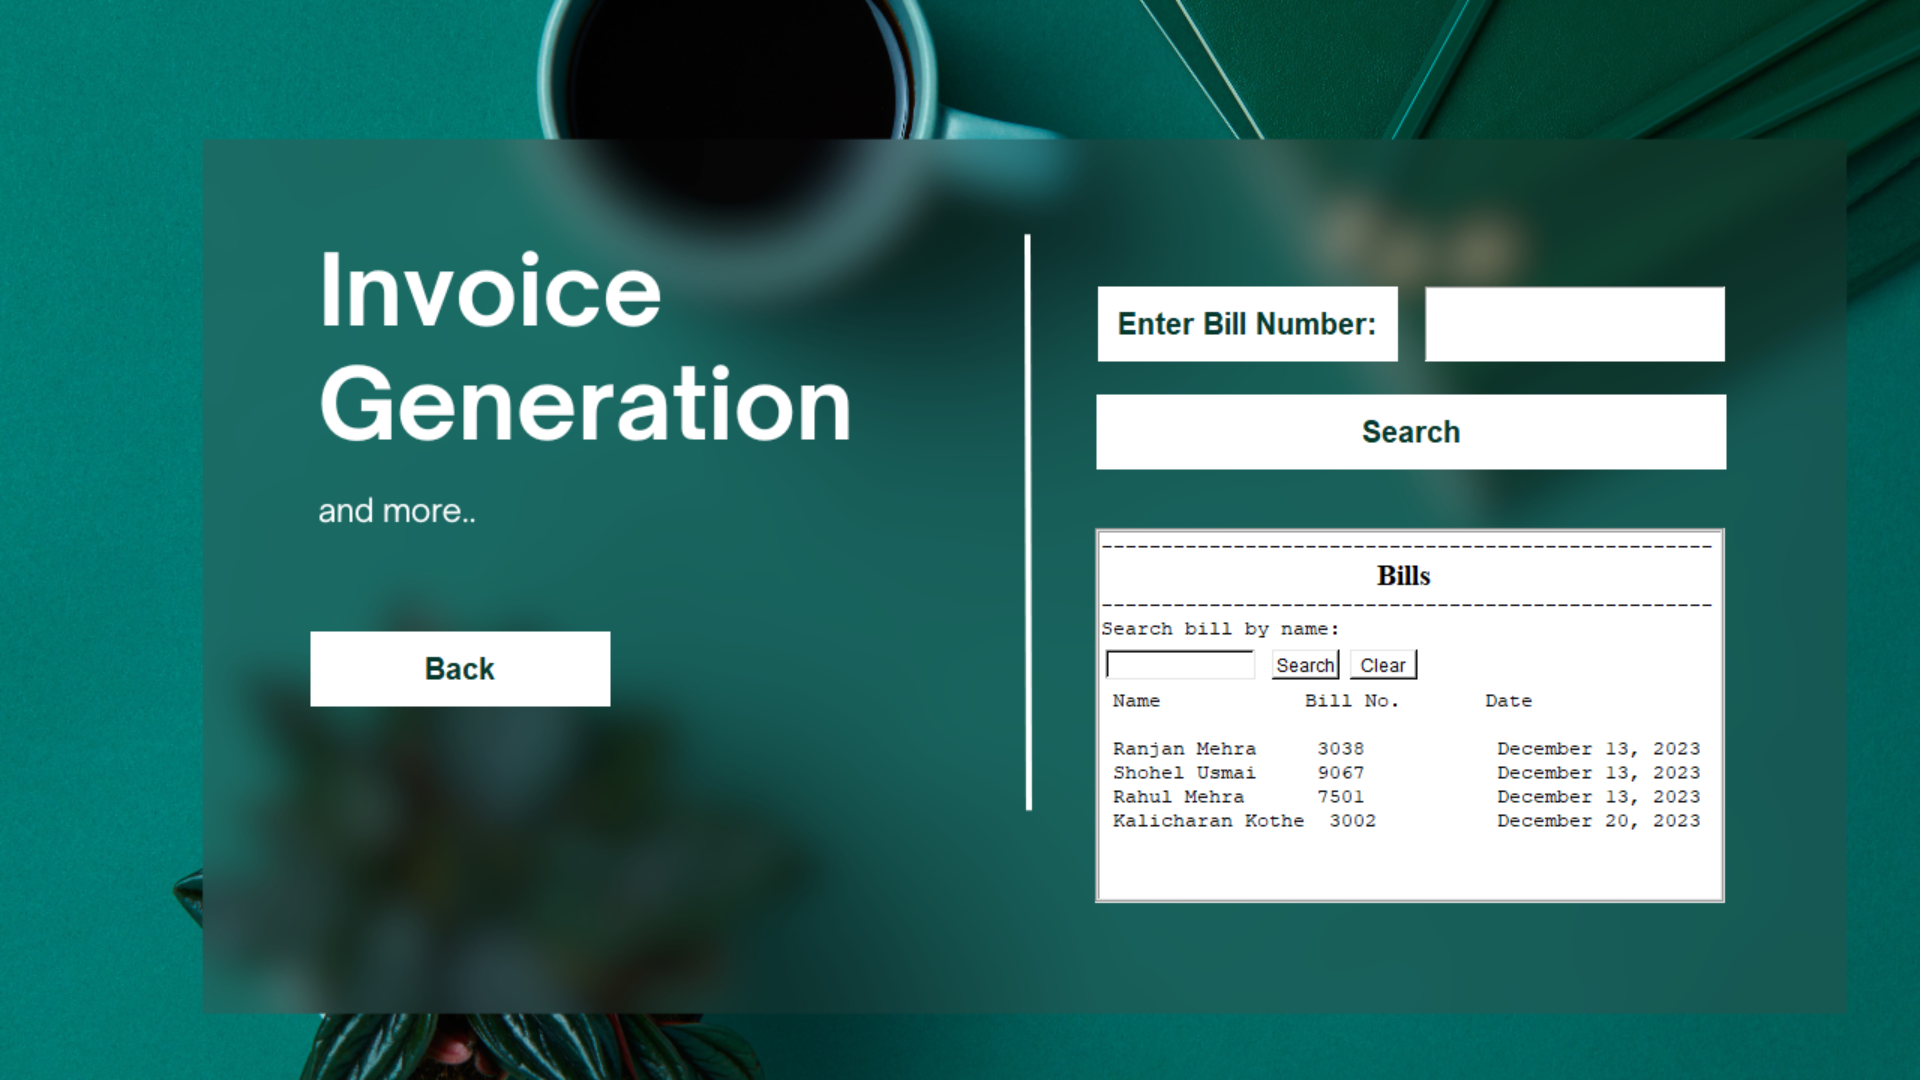 Invoice
Generation
and more..
Back
Enter Bill Number:
Search
-----------------------------------------------------
Bills
-----------------------------------------------------
Search bill by name:
Search Clear
Name Bill No. Date
Ranjan Mehra 3038 December 13, 2023
Shohel Usmai 9067 December 13, 2023
Rahul Mehra 7501 December 13, 2023
Kalicharan Kothe 3002 December 20, 2023